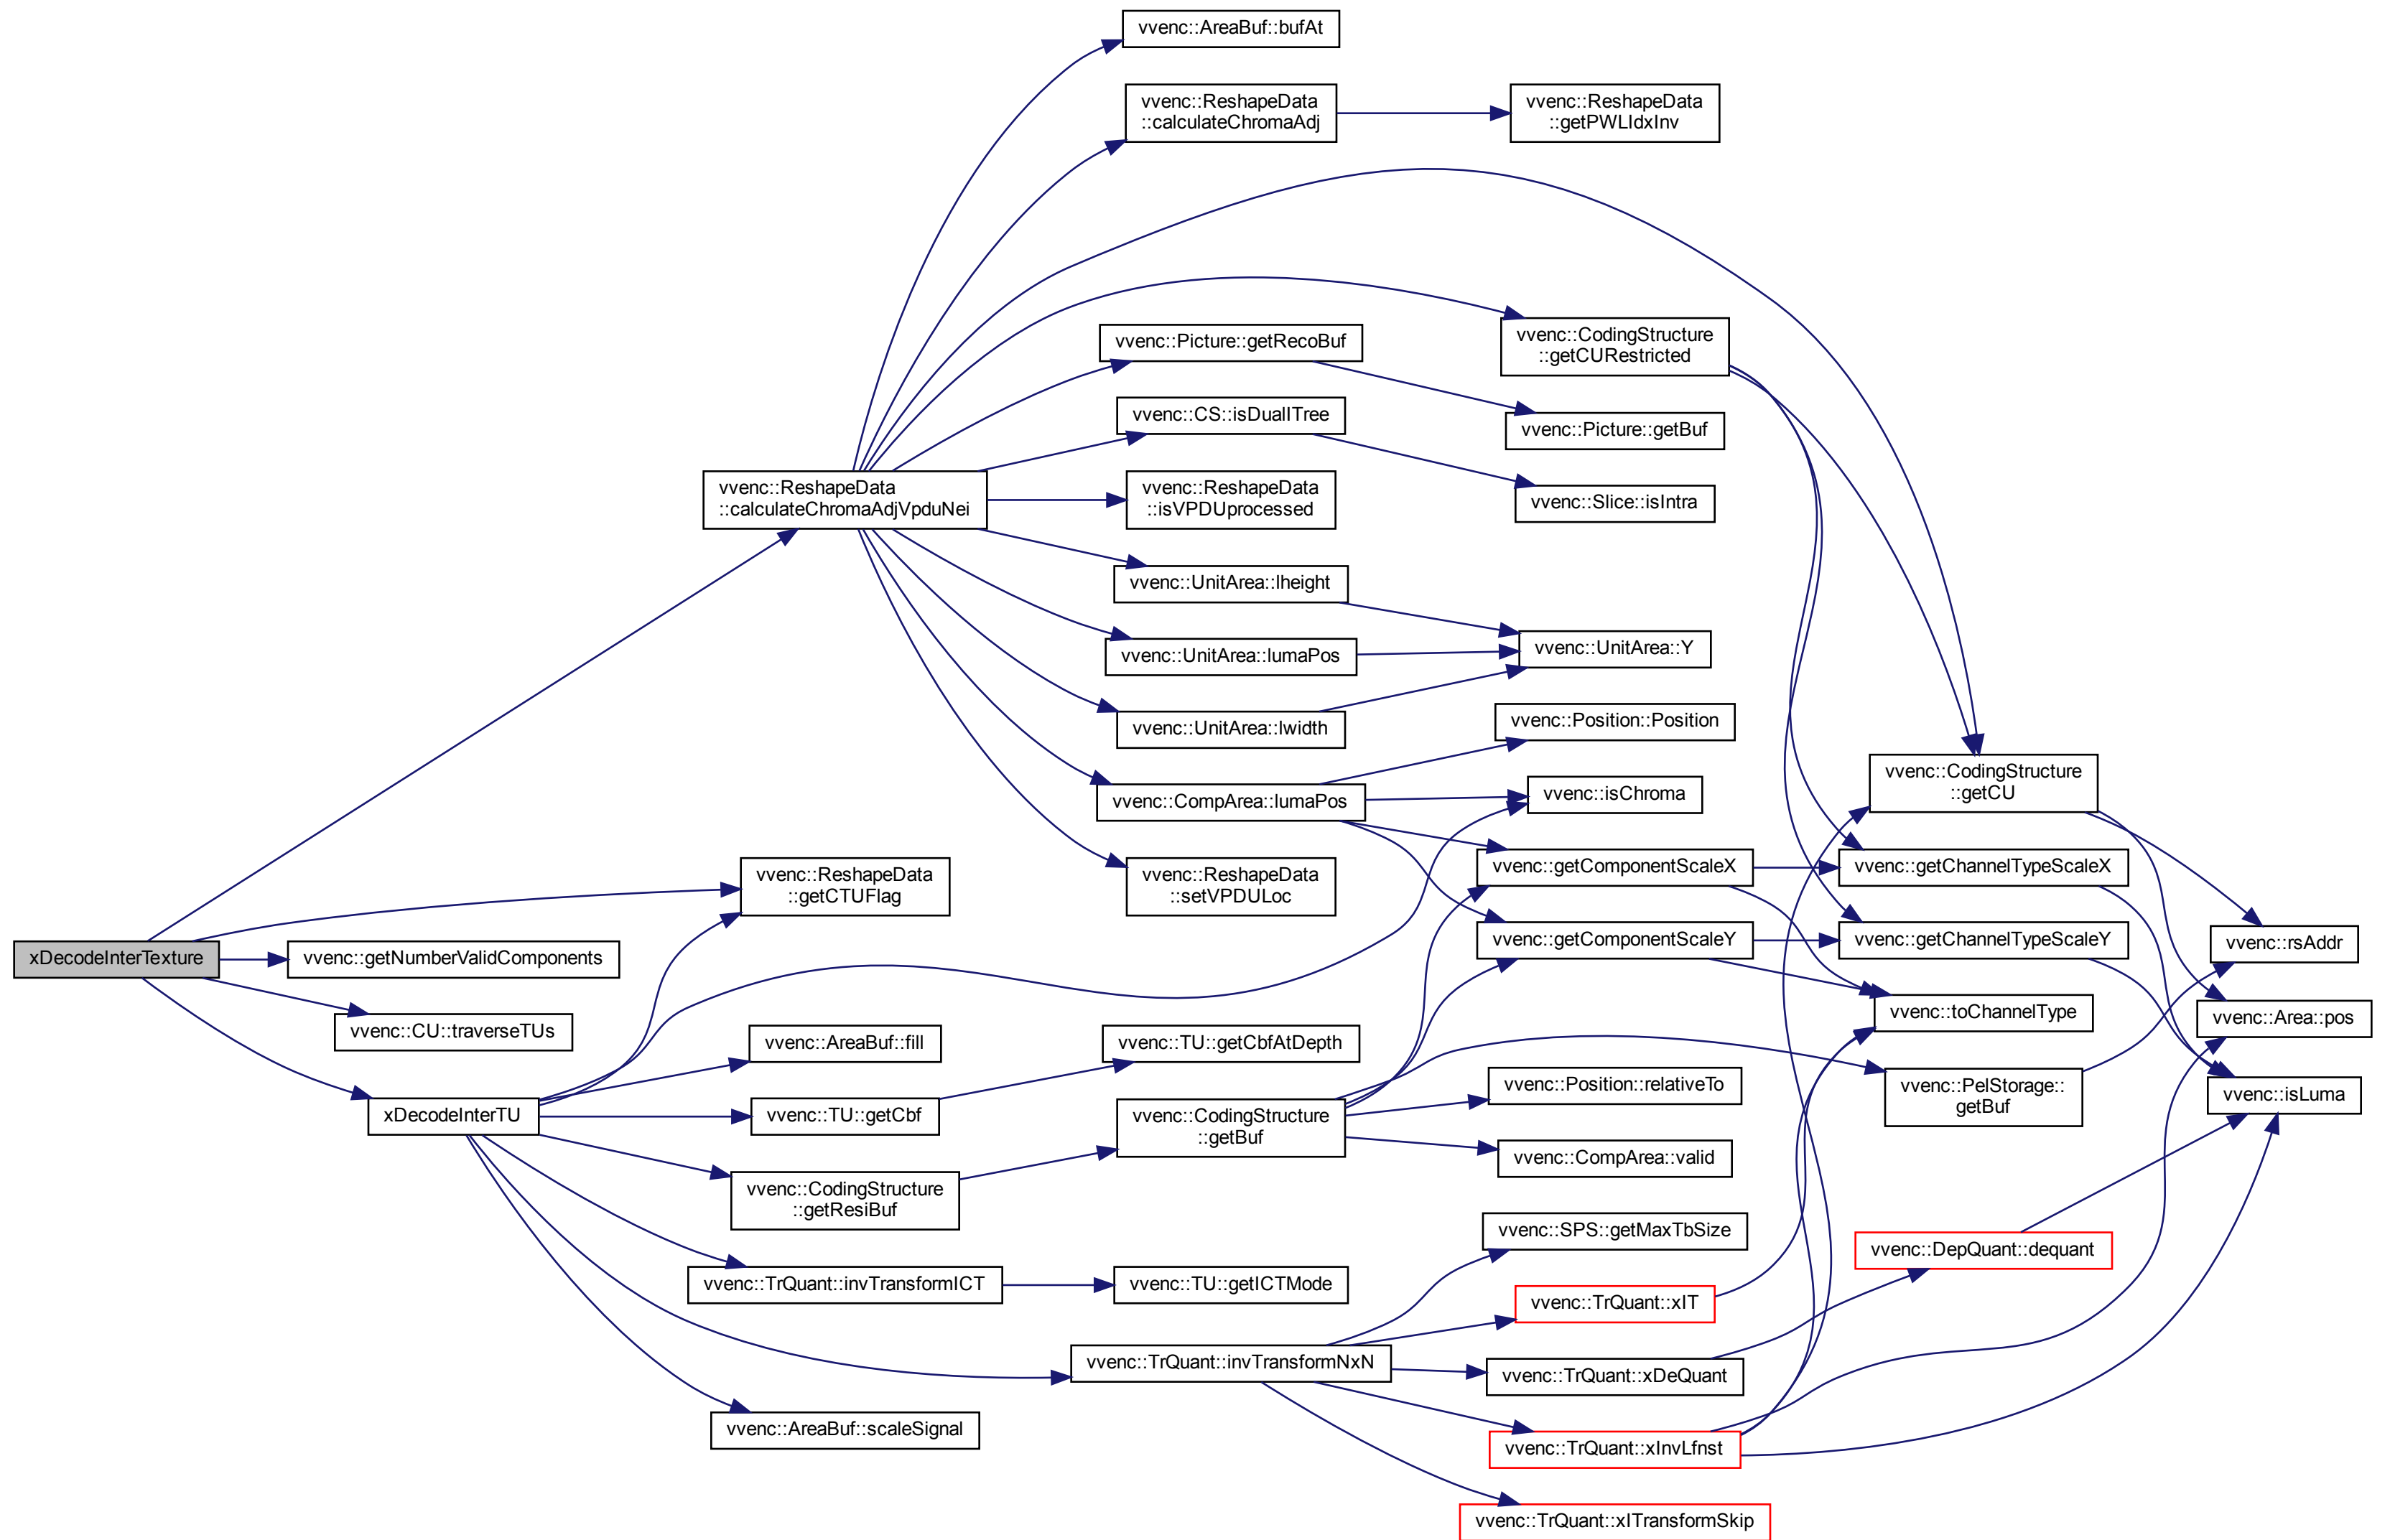 vvenc::AreaBuf::bufAt
vvenc::ReshapeData
::calculateChromaAdj
vvenc::ReshapeData
::getPWLIdxInv
vvenc::Picture::getRecoBuf
vvenc::CodingStructure
::getCURestricted
vvenc::CS::isDualITree
vvenc::Picture::getBuf
vvenc::ReshapeData
::calculateChromaAdjVpduNei
vvenc::ReshapeData
::isVPDUprocessed
vvenc::Slice::isIntra
vvenc::UnitArea::lheight
vvenc::UnitArea::lumaPos
vvenc::UnitArea::Y
vvenc::UnitArea::lwidth
vvenc::Position::Position
vvenc::CompArea::lumaPos
vvenc::isChroma
vvenc::CodingStructure
::getCU
vvenc::ReshapeData
::getCTUFlag
vvenc::ReshapeData
::setVPDULoc
vvenc::getComponentScaleX
vvenc::getChannelTypeScaleX
xDecodeInterTexture
vvenc::getNumberValidComponents
vvenc::getComponentScaleY
vvenc::getChannelTypeScaleY
vvenc::rsAddr
vvenc::CU::traverseTUs
vvenc::toChannelType
vvenc::Area::pos
vvenc::AreaBuf::fill
vvenc::TU::getCbfAtDepth
vvenc::Position::relativeTo
vvenc::PelStorage::
getBuf
vvenc::isLuma
xDecodeInterTU
vvenc::TU::getCbf
vvenc::CodingStructure
::getBuf
vvenc::CompArea::valid
vvenc::CodingStructure
::getResiBuf
vvenc::SPS::getMaxTbSize
vvenc::DepQuant::dequant
vvenc::TrQuant::invTransformICT
vvenc::TU::getICTMode
vvenc::TrQuant::xIT
vvenc::TrQuant::invTransformNxN
vvenc::TrQuant::xDeQuant
vvenc::AreaBuf::scaleSignal
vvenc::TrQuant::xInvLfnst
vvenc::TrQuant::xITransformSkip